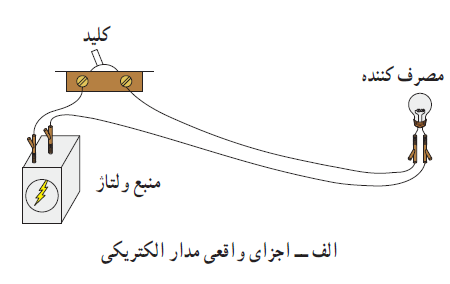 کلید
مصرف کننده
منبع ولتاژ
الف ــ اجزای واقعی مدار الکتریکی